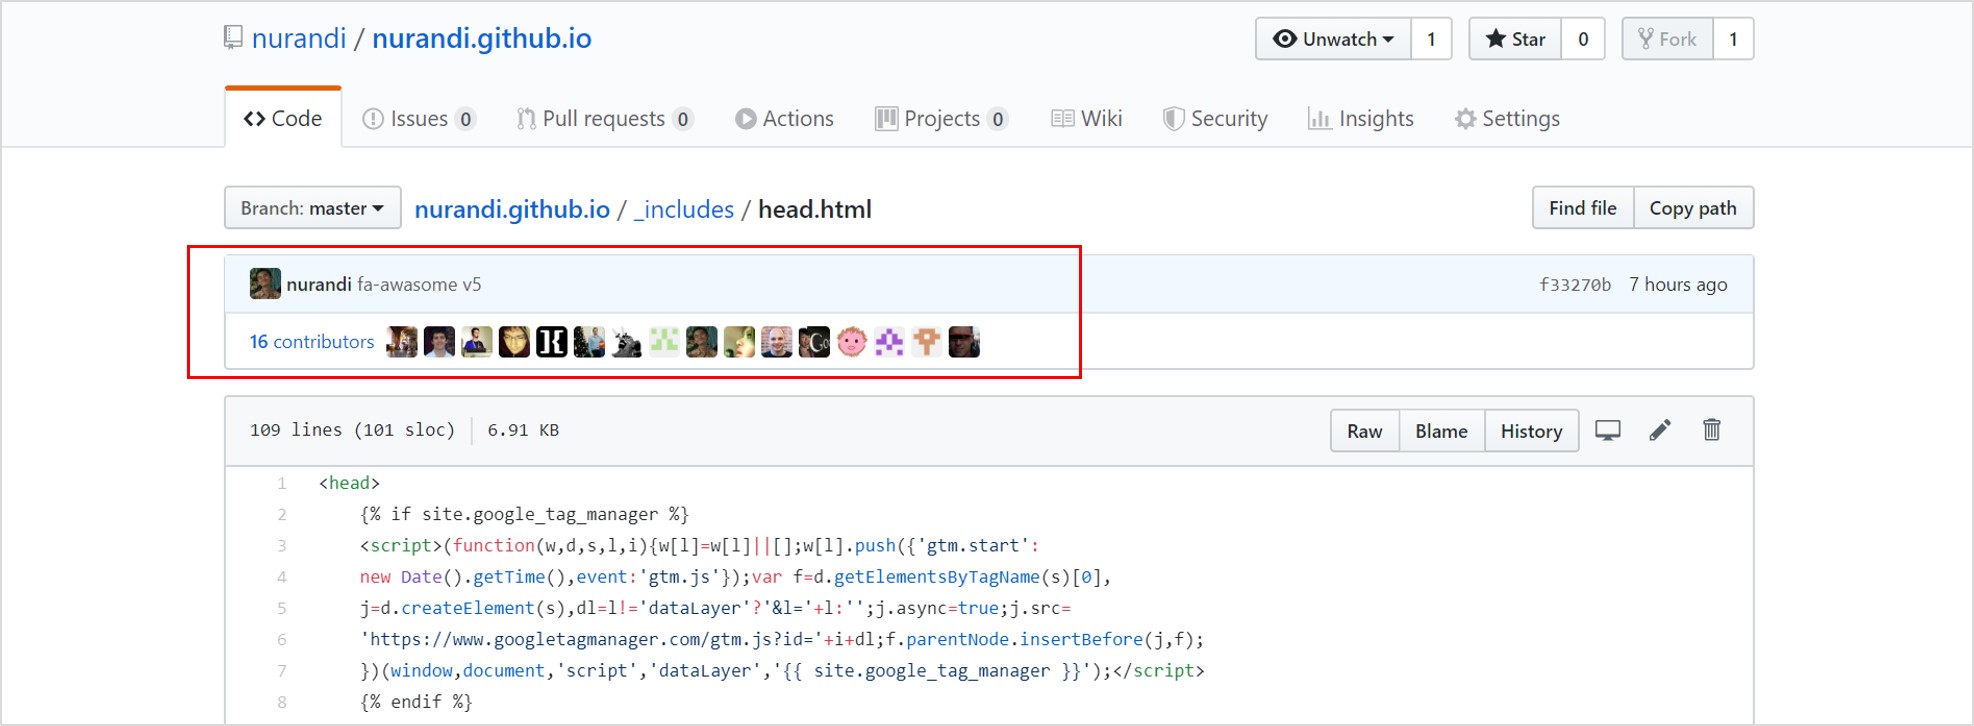 nurandi / nurandi.github.io Unwatch 1 Star 0 Fork 1
Code Issues 0 Pull requests 0 Actions Projects 0 Wiki Security Insights Settings
Branch: master nurandi.github.io / _includes / head.html Find file Copy path
nurandi fa-awasome v5 f33270b 7 hours ago
16 contributors
109 lines (101 sloc) 6.91 KB Raw Blame History
1 <head>
2 {% if site.google_tag_manager %}
3 <script>(function(w,d,s,l,i){w[l]=w[l]||[];w[l].push({'gtm.start':
4 new Date().getTime(),event:'gtm.js'});var f=d.getElementsByTagName(s)[0],
5 j=d.createElement(s),dl=l!='dataLayer'?'&l='+l:'';j.async=true;j.src=
6 'https://www.googletagmanager.com/gtm.js?id='+i+dl;f.parentNode.insertBefore(j,f);
7 })(window,document,'script','dataLayer','{{ site.google_tag_manager }}');</script>
8 {% endif %}